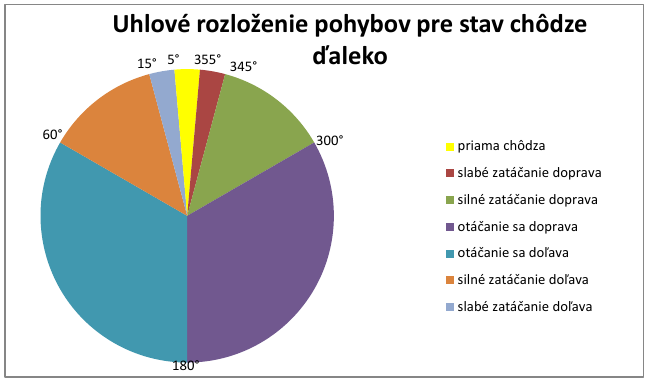 Uhlové rozloženie pohybov pre stav chôdze
ďaleko
15°
5°
355°
345°
60°
300°
180°
priama chôdza
slabé zatáčanie doprava
silné zatáčanie doprava
otáčanie sa doprava
otáčanie sa doľava
silné zatáčanie doľava
slabé zatáčanie doľava